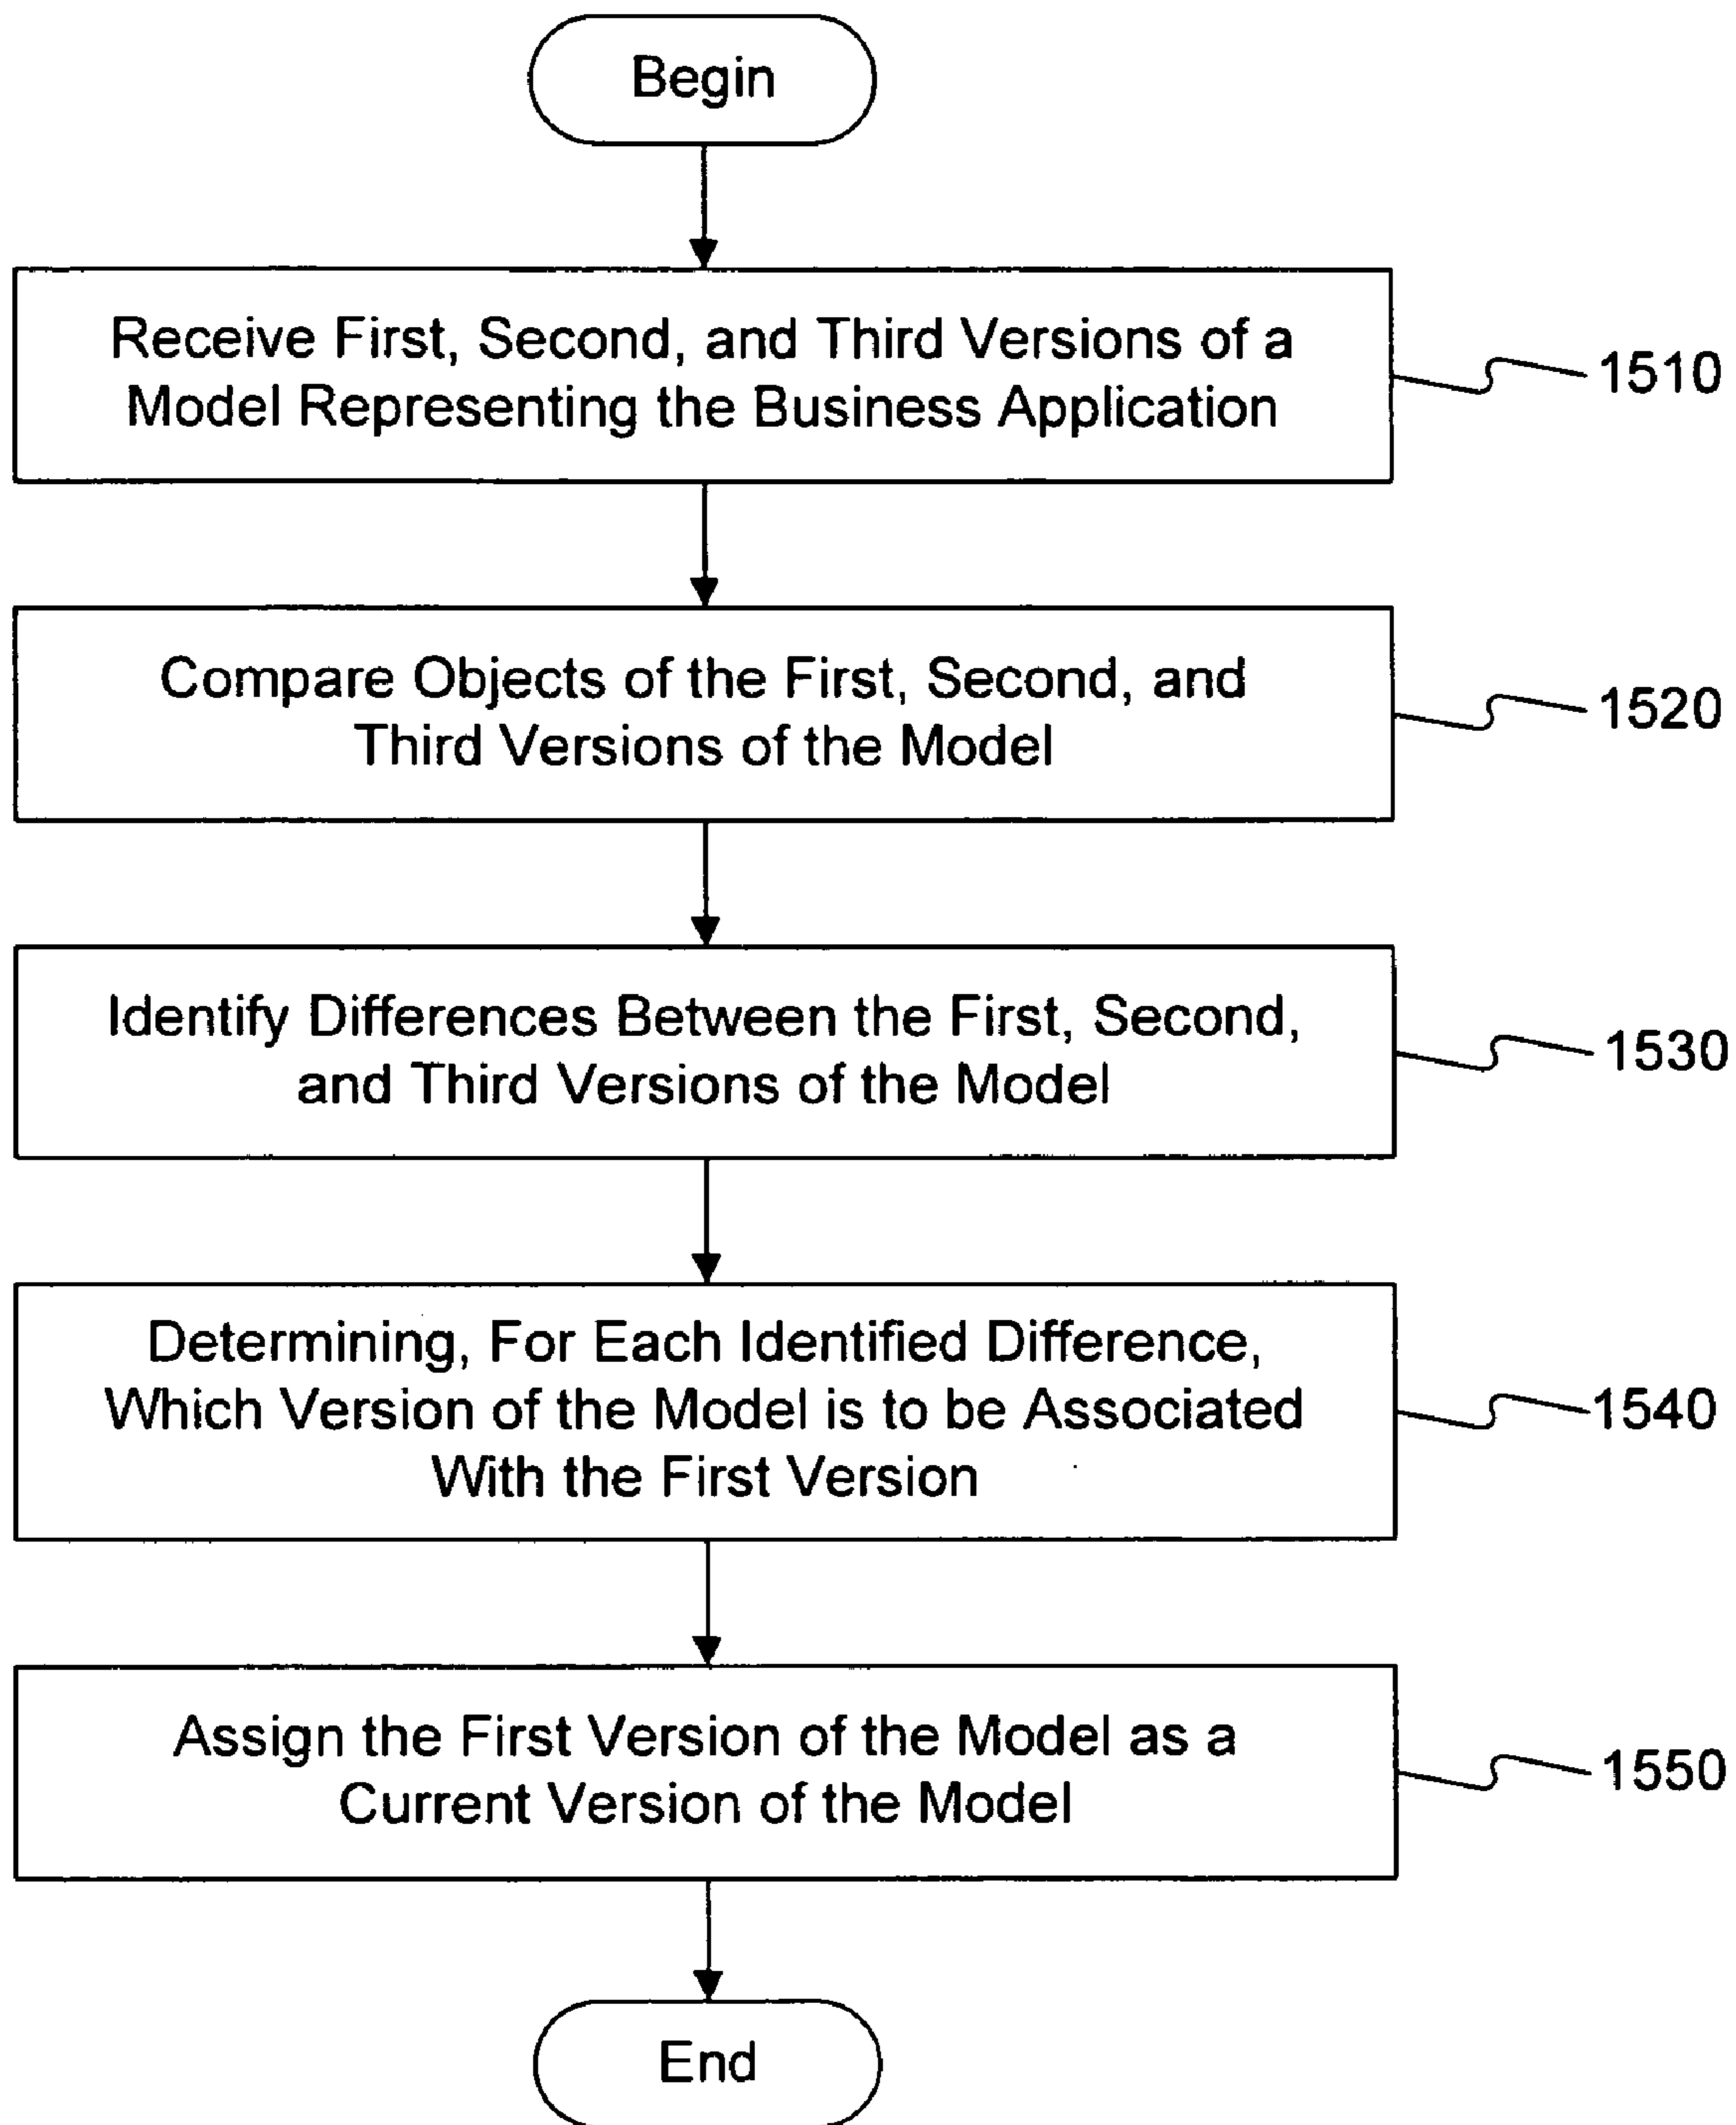 Begin
Receive First, Second, and Third Versions of a
Model Representing the Business Application
1510
Compare Objects of the First, Second, and
Third Versions of the Model
1520
Identify Differences Between the First, Second,
and Third Versions of the Model
1530
Determining, For Each Identified Difference,
Which Version of the Model is to be Associated
With the First Version
1540
Assign the First Version of the Model as a
Current Version of the Model
1550
End